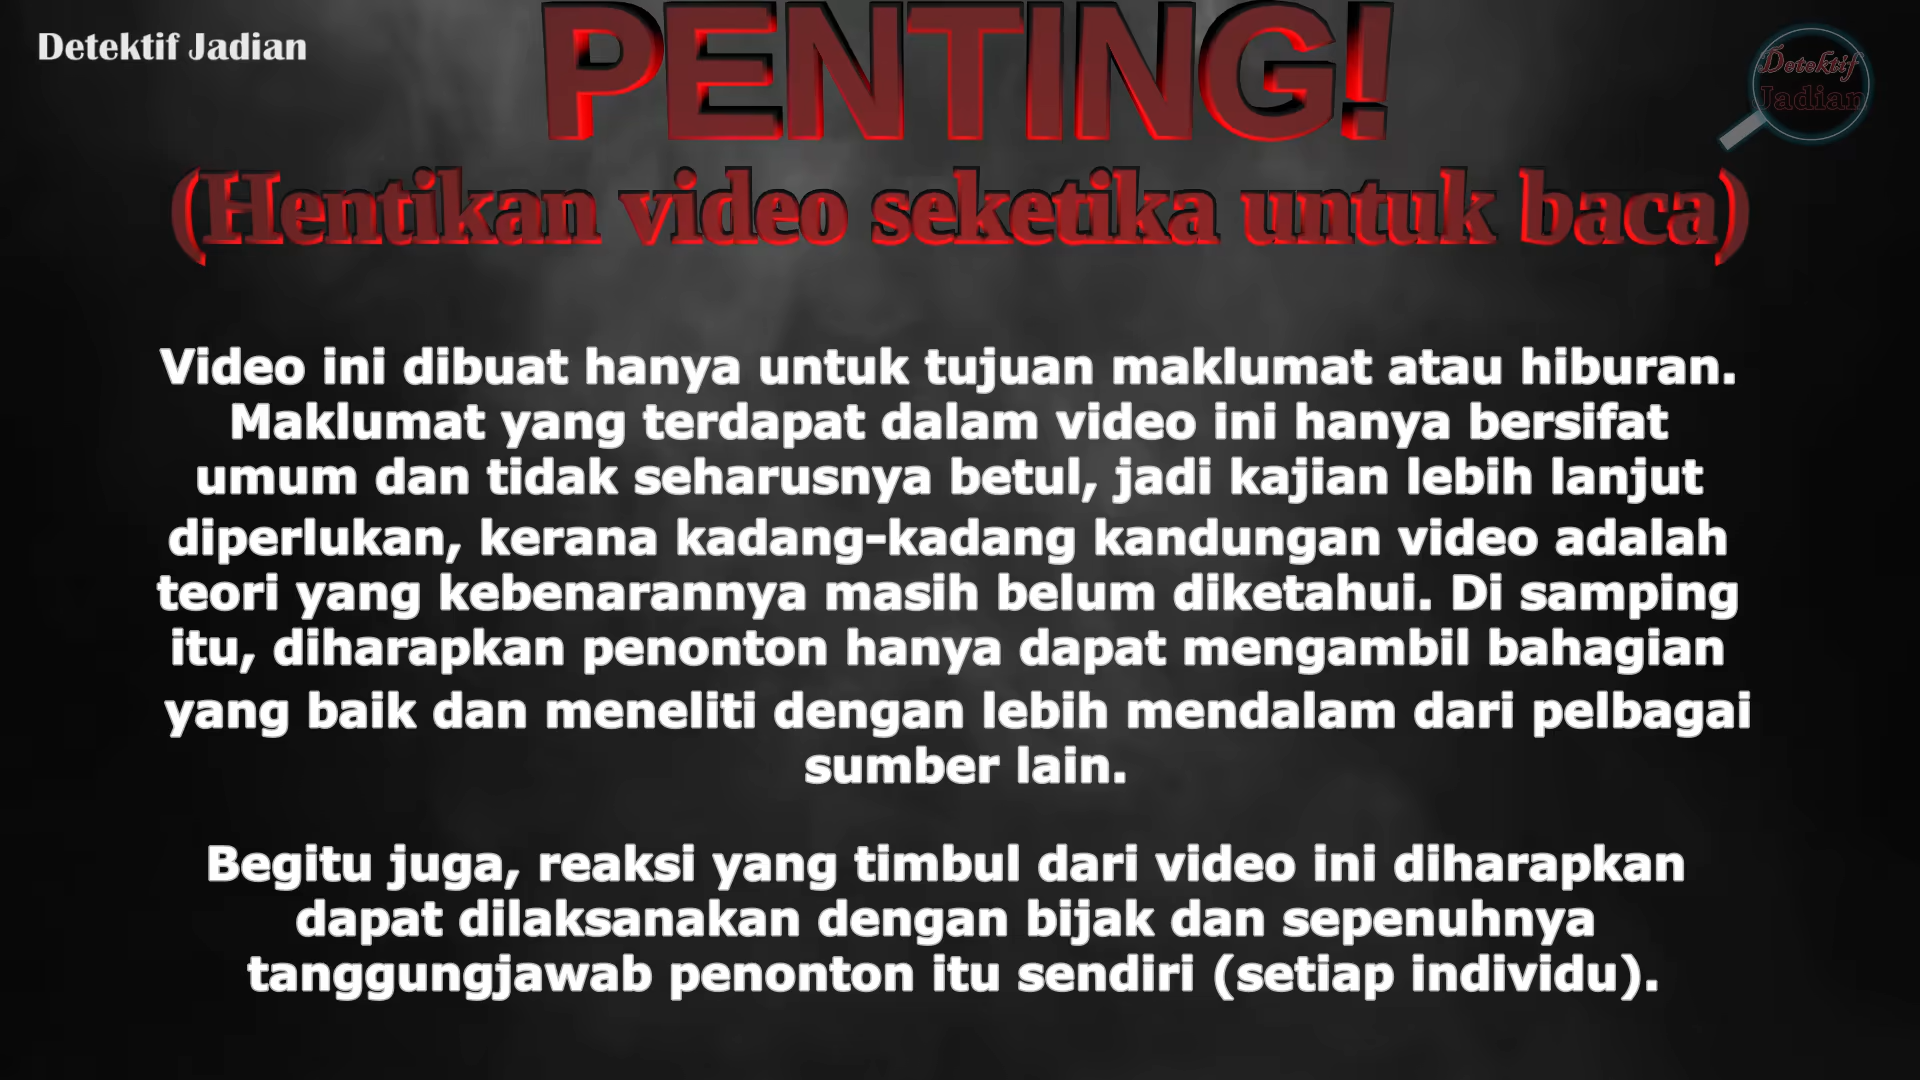 Detektif Jadian
PENTING!
Detektif
Jadian
(Hentikan video seketika untuk baca)
Video ini dibuat hanya untuk tujuan maklumat atau hiburan.
Maklumat yang terdapat dalam video ini hanya bersifat
umum dan tidak seharusnya betul, jadi kajian lebih lanjut
diperlukan, kerana kadang-kadang kandungan video adalah
teori yang kebenarannya masih belum diketahui. Di samping
itu, diharapkan penonton hanya dapat mengambil bahagian
yang baik dan meneliti dengan lebih mendalam dari pelbagai
sumber lain.
Begitu juga, reaksi yang timbul dari video ini diharapkan
dapat dilaksanakan dengan bijak dan sepenuhnya
tanggungjawab penonton itu sendiri (setiap individu).